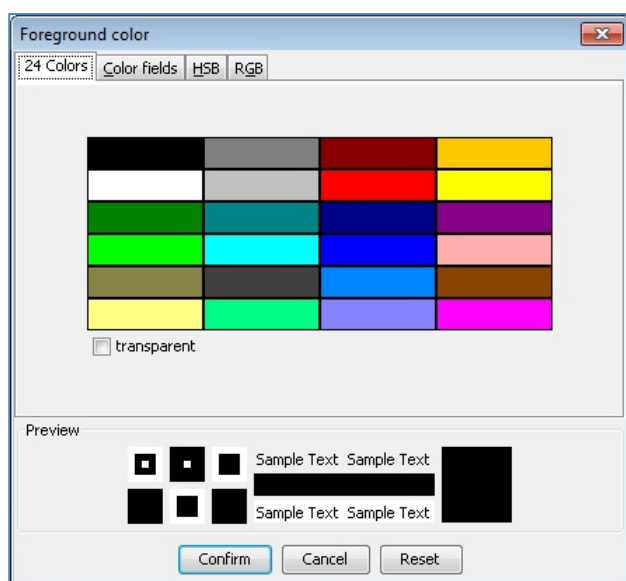 Foreground color
24 Colors Color fields HSB RGB
transparent
Preview
Sample Text Sample Text
Sample Text Sample Text
Confirm Cancel Reset